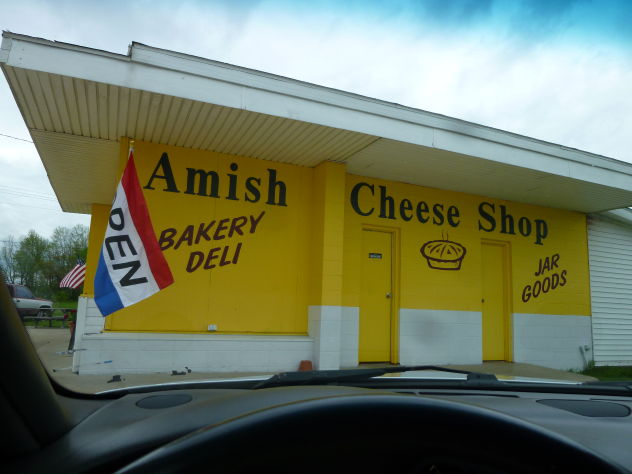 Amish Cheese Shop
BAKERY
DELI
JAR
GOODS
PEN